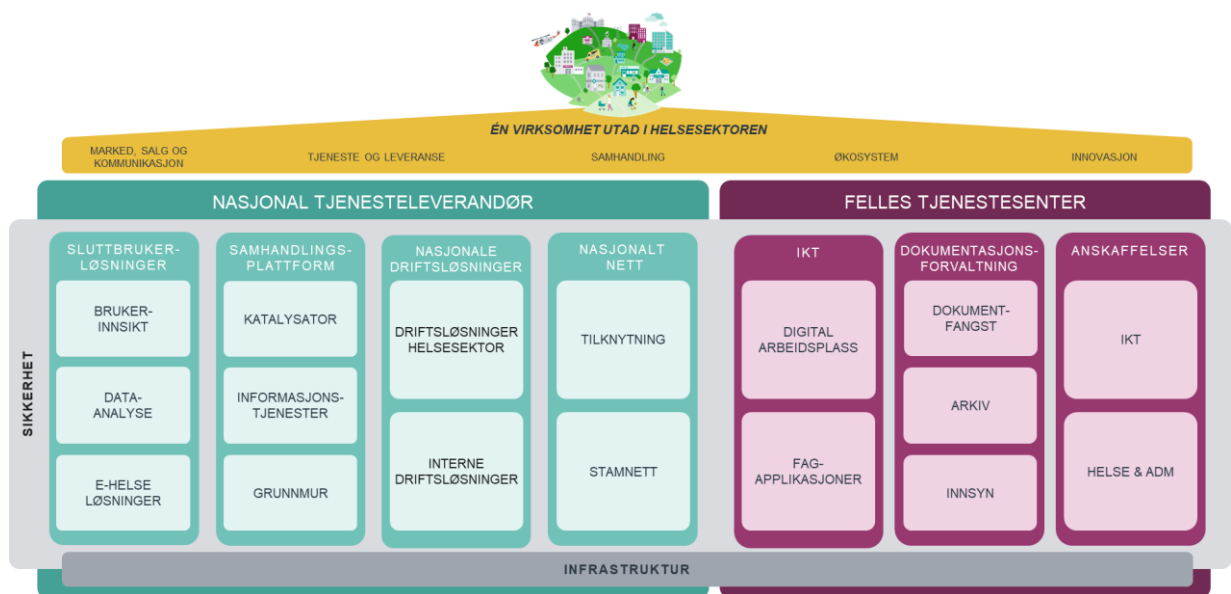 ÉN VIRKSOMHET UTAD I HELSESEKTOREN
MARKED, SALG OG
KOMMUNIKASJON
TJENESTE OG LEVERANSE
SAMHANDLING
ØKOSYSTEM
INNOVASJON
NASJONAL TJENESTELEVERANDØR
FELLES TJENESTESENTER
SIKKERHET
SLUTTBRUKER-
LØSNINGER
BRUKER-
INNSIKT
DATA-
ANALYSE
E-HELSE
LØSNINGER
SAMHANDLINGS-
PLATTFORM
KATALYSATOR
INFORMASJONS-
TJENESTER
GRUNNMUR
NASJONALE
DRIFTSLØSNINGER
DRIFTSLØSNINGER
HELSESEKTOR
INTERNE
DRIFTSLØSNINGER
NASJONALT
NETT
TILKNYTNING
STAMNETT
IKT
DIGITAL
ARBEIDSPLASS
FAG-
APPLIKASJONER
DOKUMENTASJONS-
FORVALTNING
DOKUMENT-
FANGST
ARKIV
INNSYN
ANSKAFFELSER
IKT
HELSE & ADM
INFRASTRUKTUR